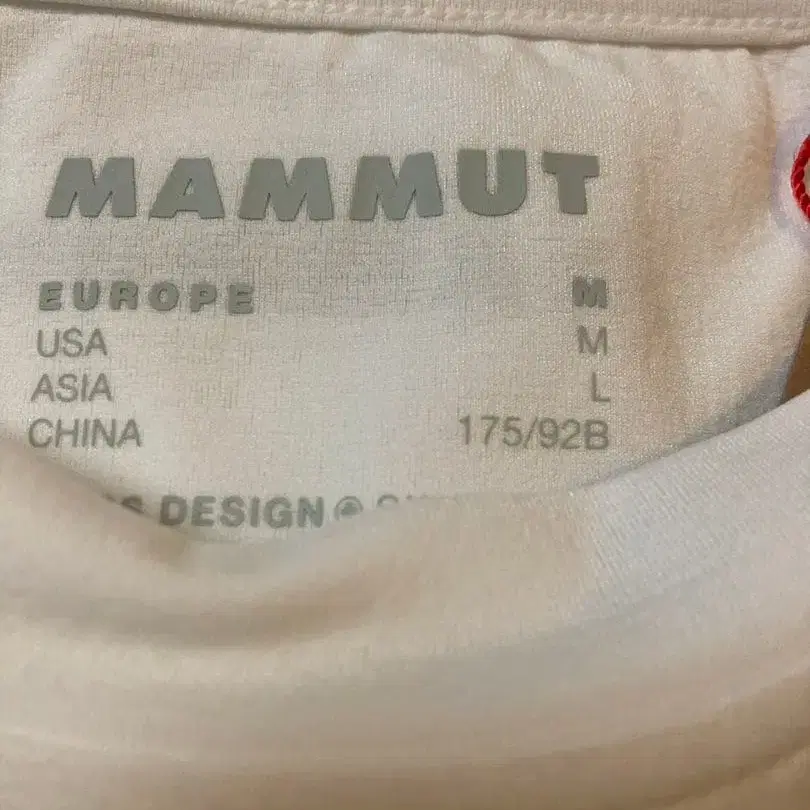 MAMMUT
EUROPE M
USA M
ASIA L
CHINA 175/92B
DESIGN